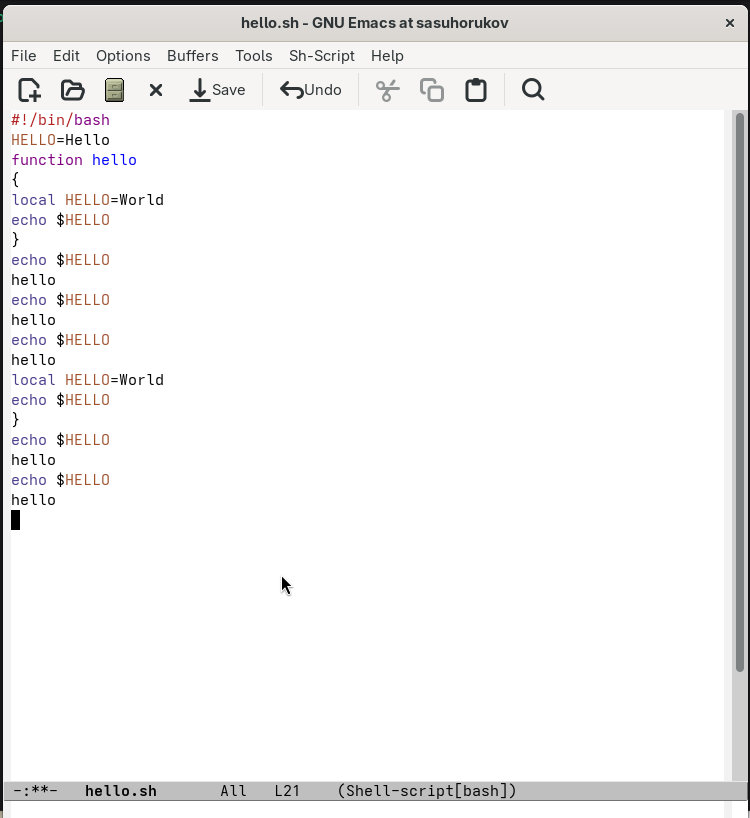 hello.sh - GNU Emacs at sasuhorukov
File Edit Options Buffers Tools Sh-Script Help
Save Undo
#!/bin/bash
HELLO=Hello
function hello
{
local HELLO=World
echo $HELLO
}
echo $HELLO
hello
echo $HELLO
hello
echo $HELLO
hello
local HELLO=World
echo $HELLO
}
echo $HELLO
hello
echo $HELLO
hello
-:**- hello.sh All L21 (Shell-script[bash])